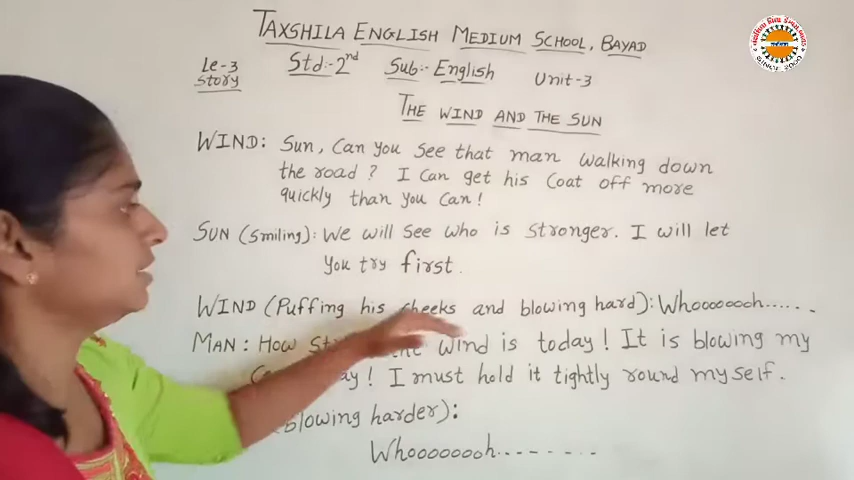 TAXSHILA ENGLISH MEDIUM SCHOOL, BAYAD
Le-3 Std:-2nd Sub:- English Unit-3
Story
THE WIND AND THE SUN
WIND: Sun, Can you see that man walking down
the road? I Can get his Coat off more
quickly than you Can!
SUN (Smiling): We will see who is stronger. I will let
you try first.
WIND (Puffing his cheeks and blowing hard): Whooooooooh......
MAN: How the wind is today! It is blowing my
I must hold it tightly round myself.
blowing harder):
Whoooooooh.........